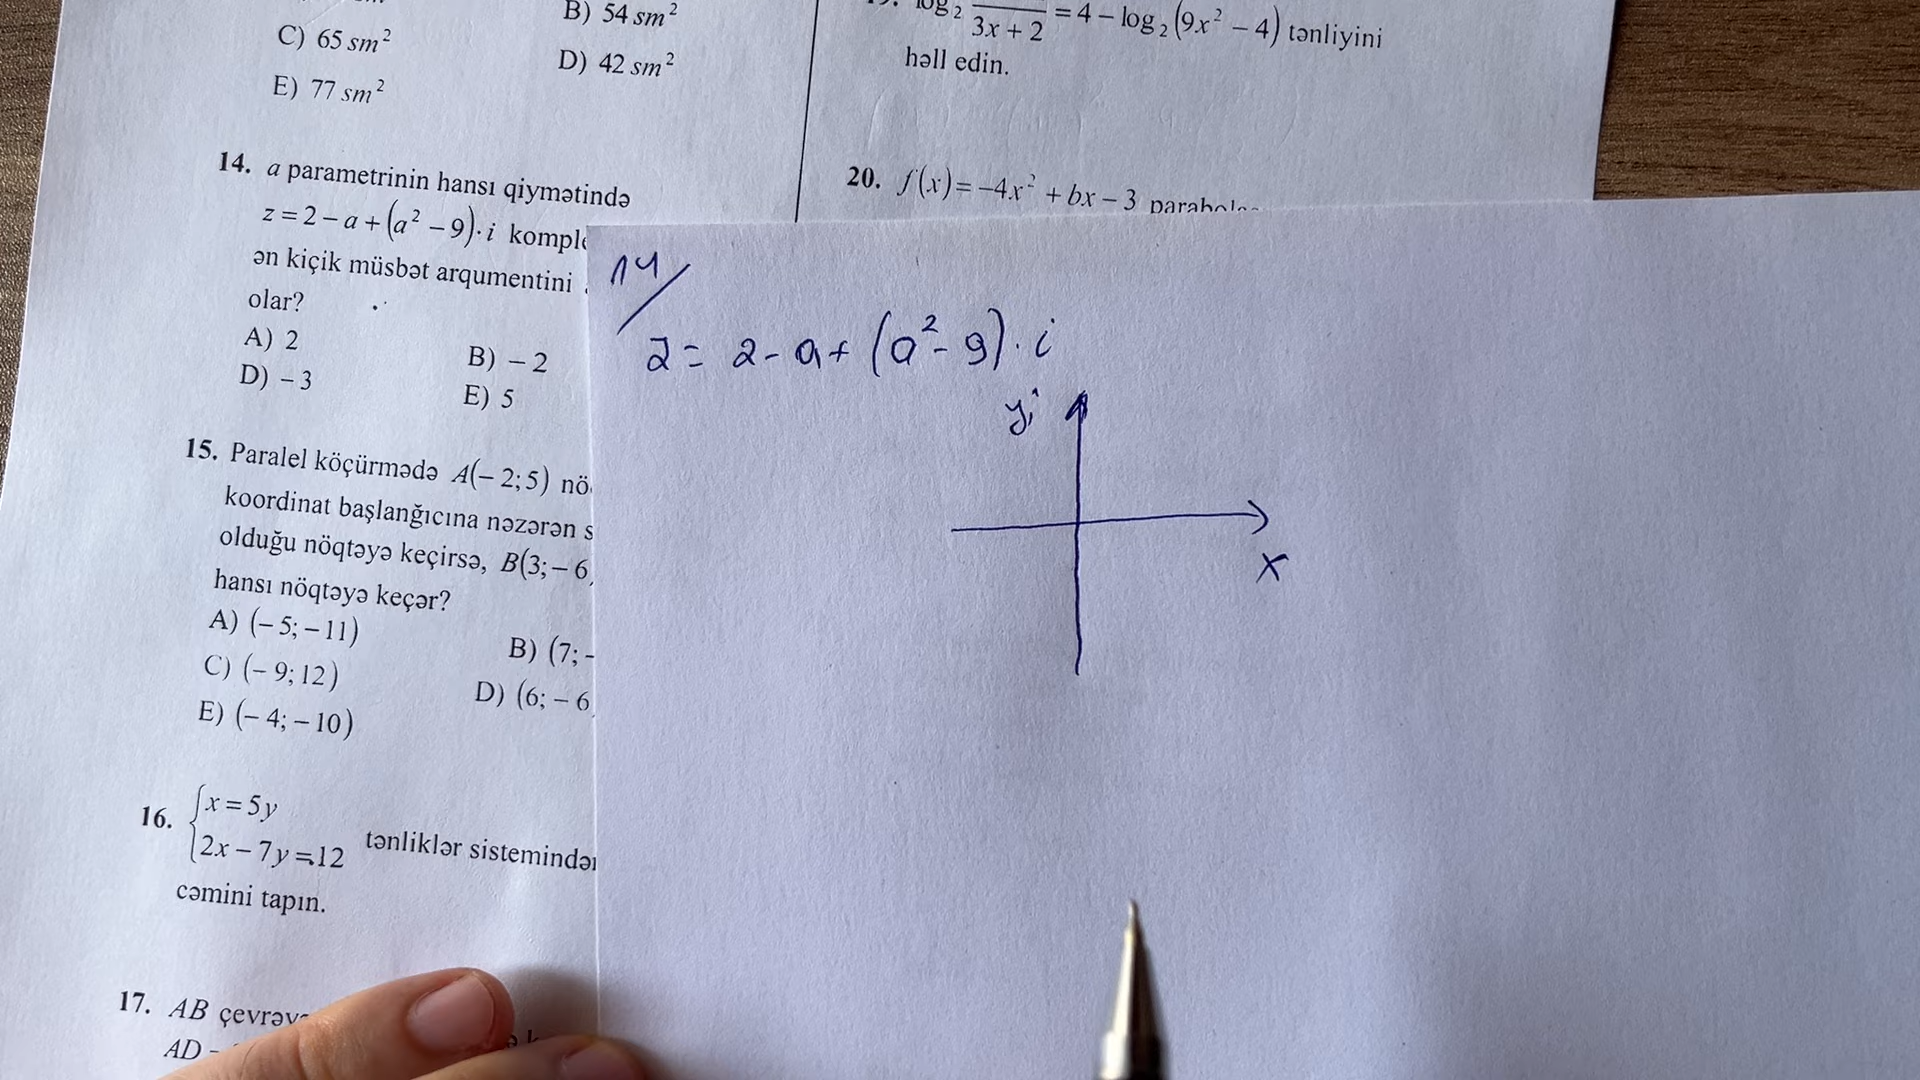 B) 54 sm²
C) 65 sm²
D) 42 sm²
E) 77 sm²
14. a parametrinin hansı qiymətində
z = 2 − a + (a² − 9)·i
ən kiçik müsbət arqumentini
olar?
A) 2
B) − 2
D) − 3
E) 5
15. Paralel köçürmədə A(− 2; 5)
koordinat başlanğıcına nəzərən s
olduğu nöqtəyə keçirsə, B(3; − 6
hansı nöqtəyə keçər?
A) (− 5; − 11)
B) (7; -
C) (− 9; 12)
D) (6; − 6
E) (− 4; − 10)
16. {x = 5y
2x − 7y = 12 tənliklər sistemindən
cəmini tapın.
17. AB
AD −
log₂ 3x + 2 = 4 − log₂(9x² − 4) tənliyini
həll edin.
20. f(x) = −4x² + bx − 3
14/
z = 2 - a + (a² - 9) · i
yi
x